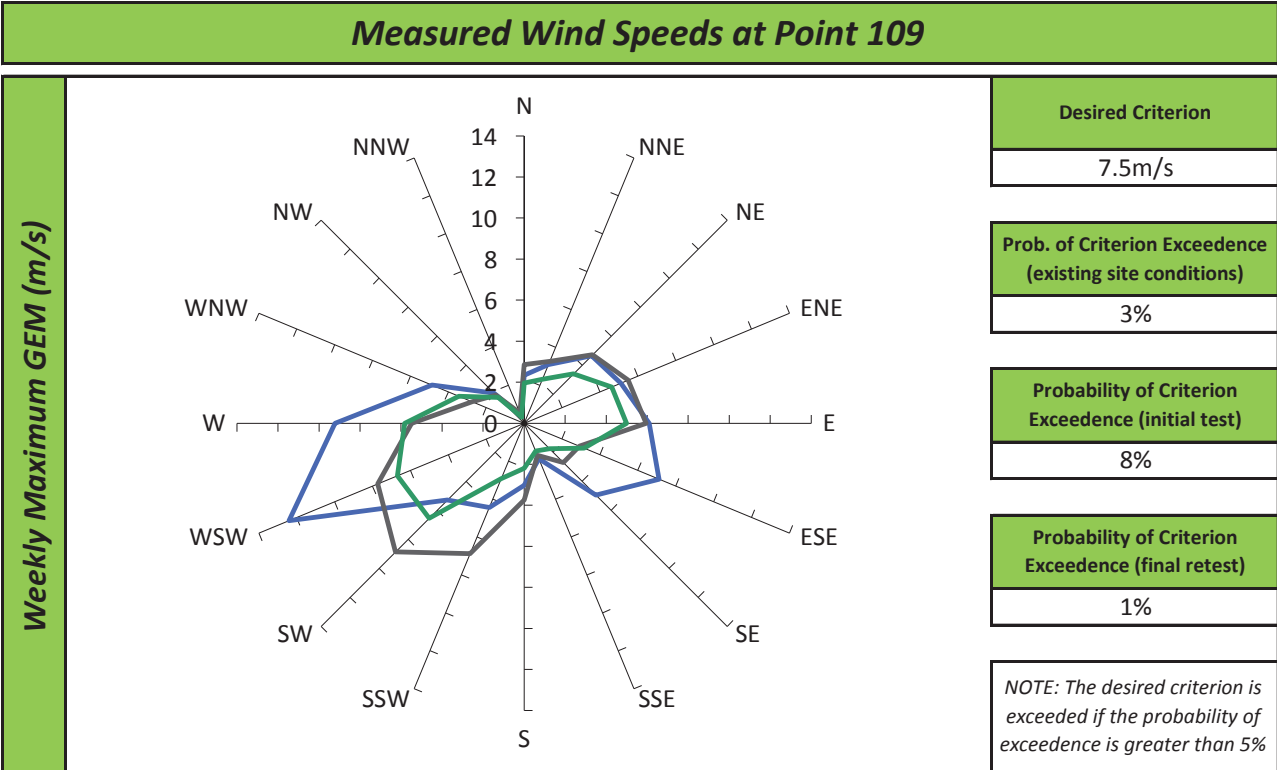 Measured Wind Speeds at Point 109
Weekly Maximum GEM (m/s)
N
NNE
NE
ENE
E
ESE
SE
SSE
S
SSW
SW
WSW
W
WNW
NW
NNW
14
12
10
8
6
4
2
0
Desired Criterion
7.5m/s
Prob. of Criterion Exceedence
(existing site conditions)
3%
Probability of Criterion
Exceedence (initial test)
8%
Probability of Criterion
Exceedence (final retest)
1%
NOTE: The desired criterion is
exceeded if the probability of
exceedence is greater than 5%